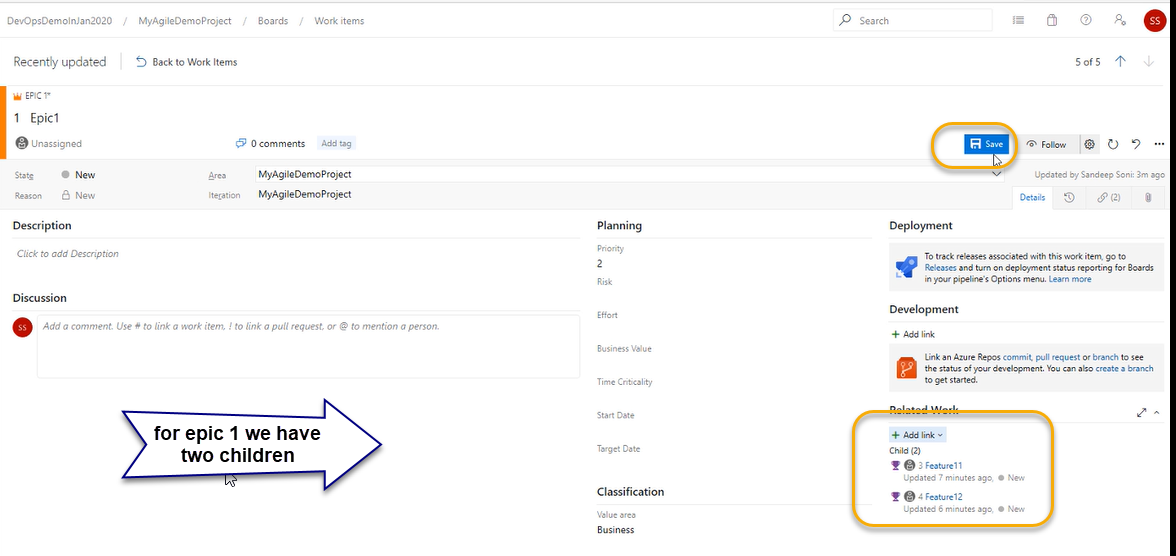 DevOpsDemoInJan2020 / MyAgileDemoProject / Boards / Work items
Search
SS
Recently updated
Back to Work Items
5 of 5
EPIC 1*
1 Epic1
Unassigned
0 comments
Add tag
Save
Follow
State
New
Area
MyAgileDemoProject
Updated by Sandeep Soni: 3m ago
Reason
New
Iteration
MyAgileDemoProject
Details
(2)
Description
Click to add Description
Discussion
SS
Add a comment. Use # to link a work item, ! to link a pull request, or @ to mention a person.
for epic 1 we have
two children
Planning
Priority
2
Risk
Effort
Business Value
Time Criticality
Start Date
Target Date
Classification
Value area
Business
Deployment
To track releases associated with this work item, go to
Releases and turn on deployment status reporting for Boards
in your pipeline's Options menu. Learn more
Development
+ Add link
Link an Azure Repos commit, pull request or branch to see
the status of your development. You can also create a branch
to get started.
Related Work
+ Add link
Child (2)
3 Feature11
Updated 7 minutes ago, New
4 Feature12
Updated 6 minutes ago, New